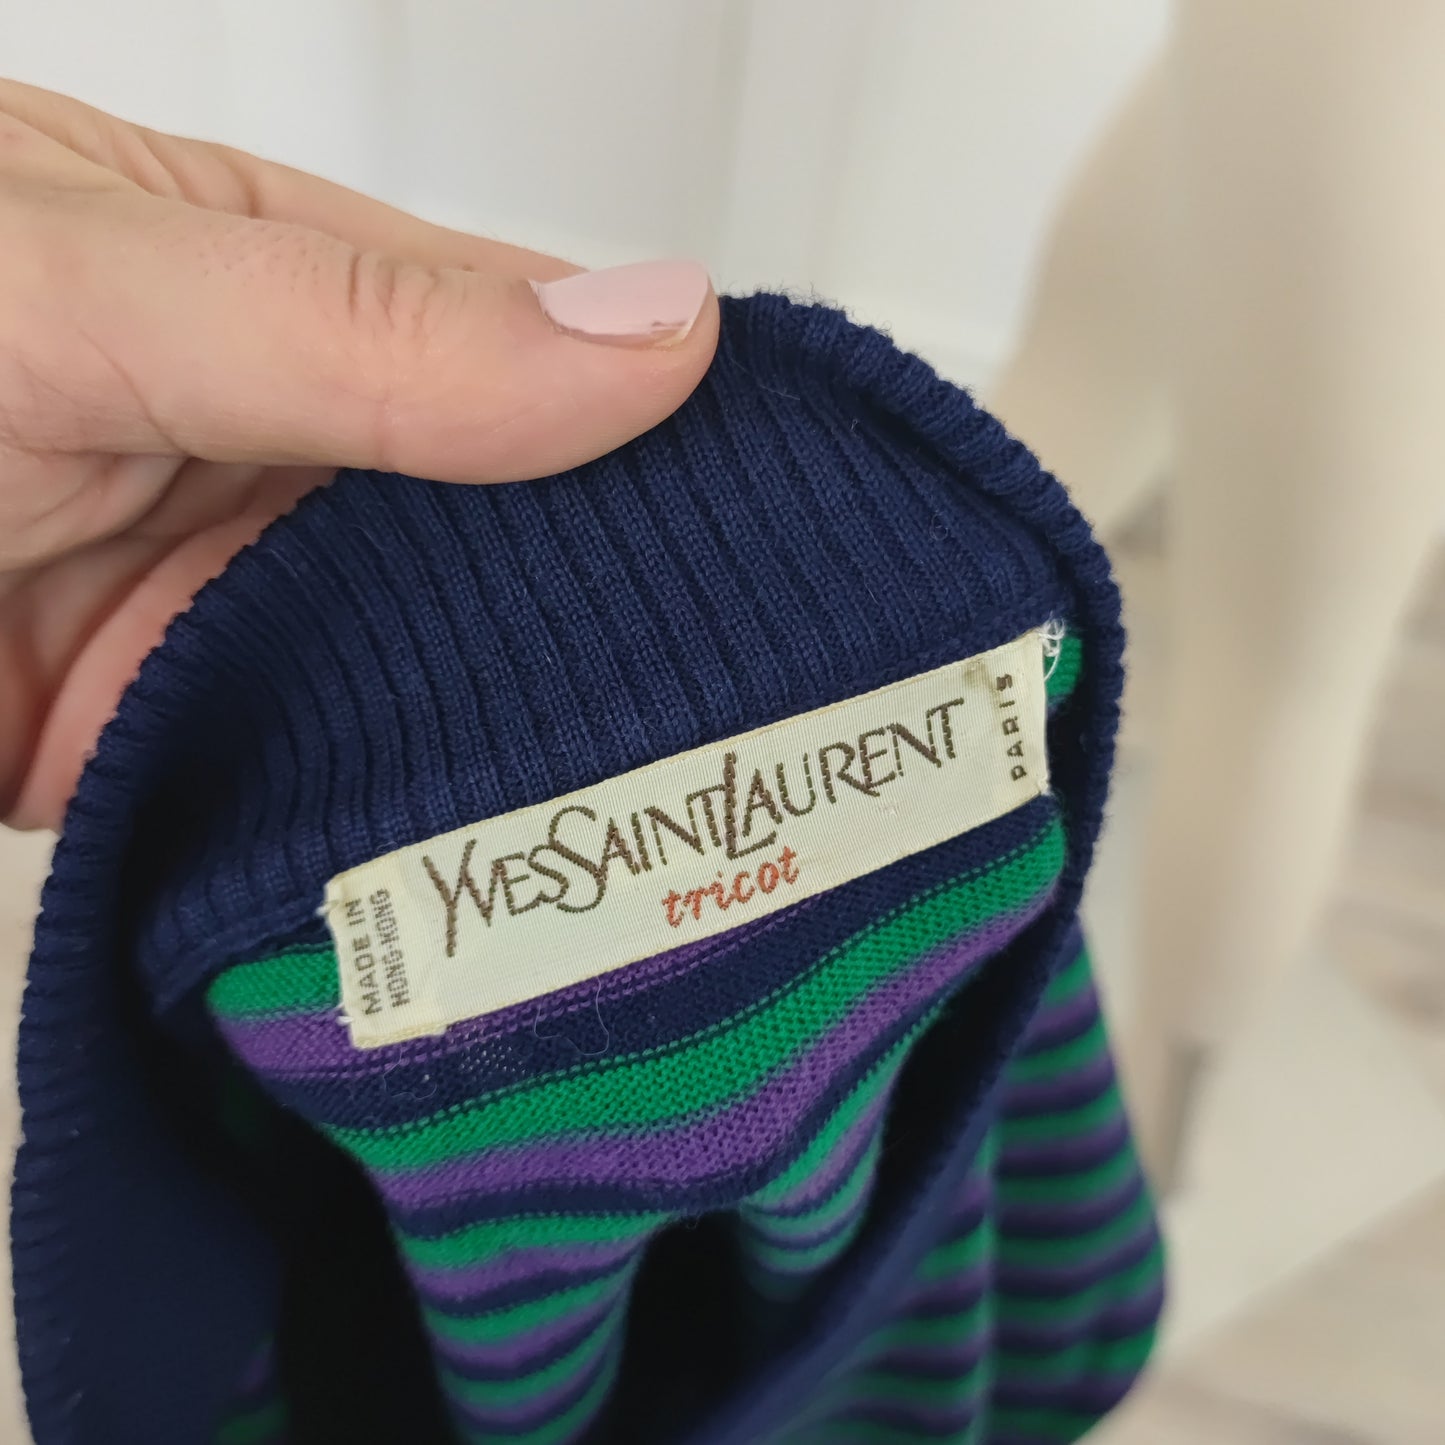 MADE IN
HONG-KONG
YVESSAINTLAURENT
tricot
PARIS